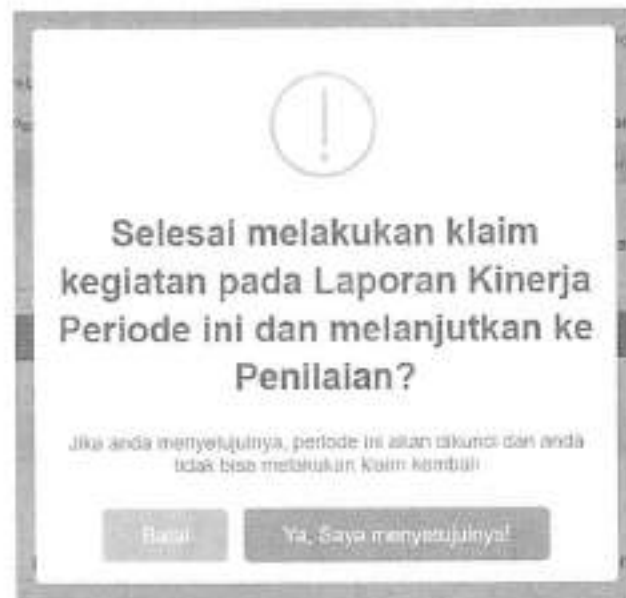 Selesai melakukan klaim
kegiatan pada Laporan Kinerja
Periode ini dan melanjutkan ke
Penilaian?
Jika anda menyetujuinya, periode ini akan dikunci dan anda
tidak bisa melakukan klaim kembali
Batal
Ya, Saya menyetujuinya!